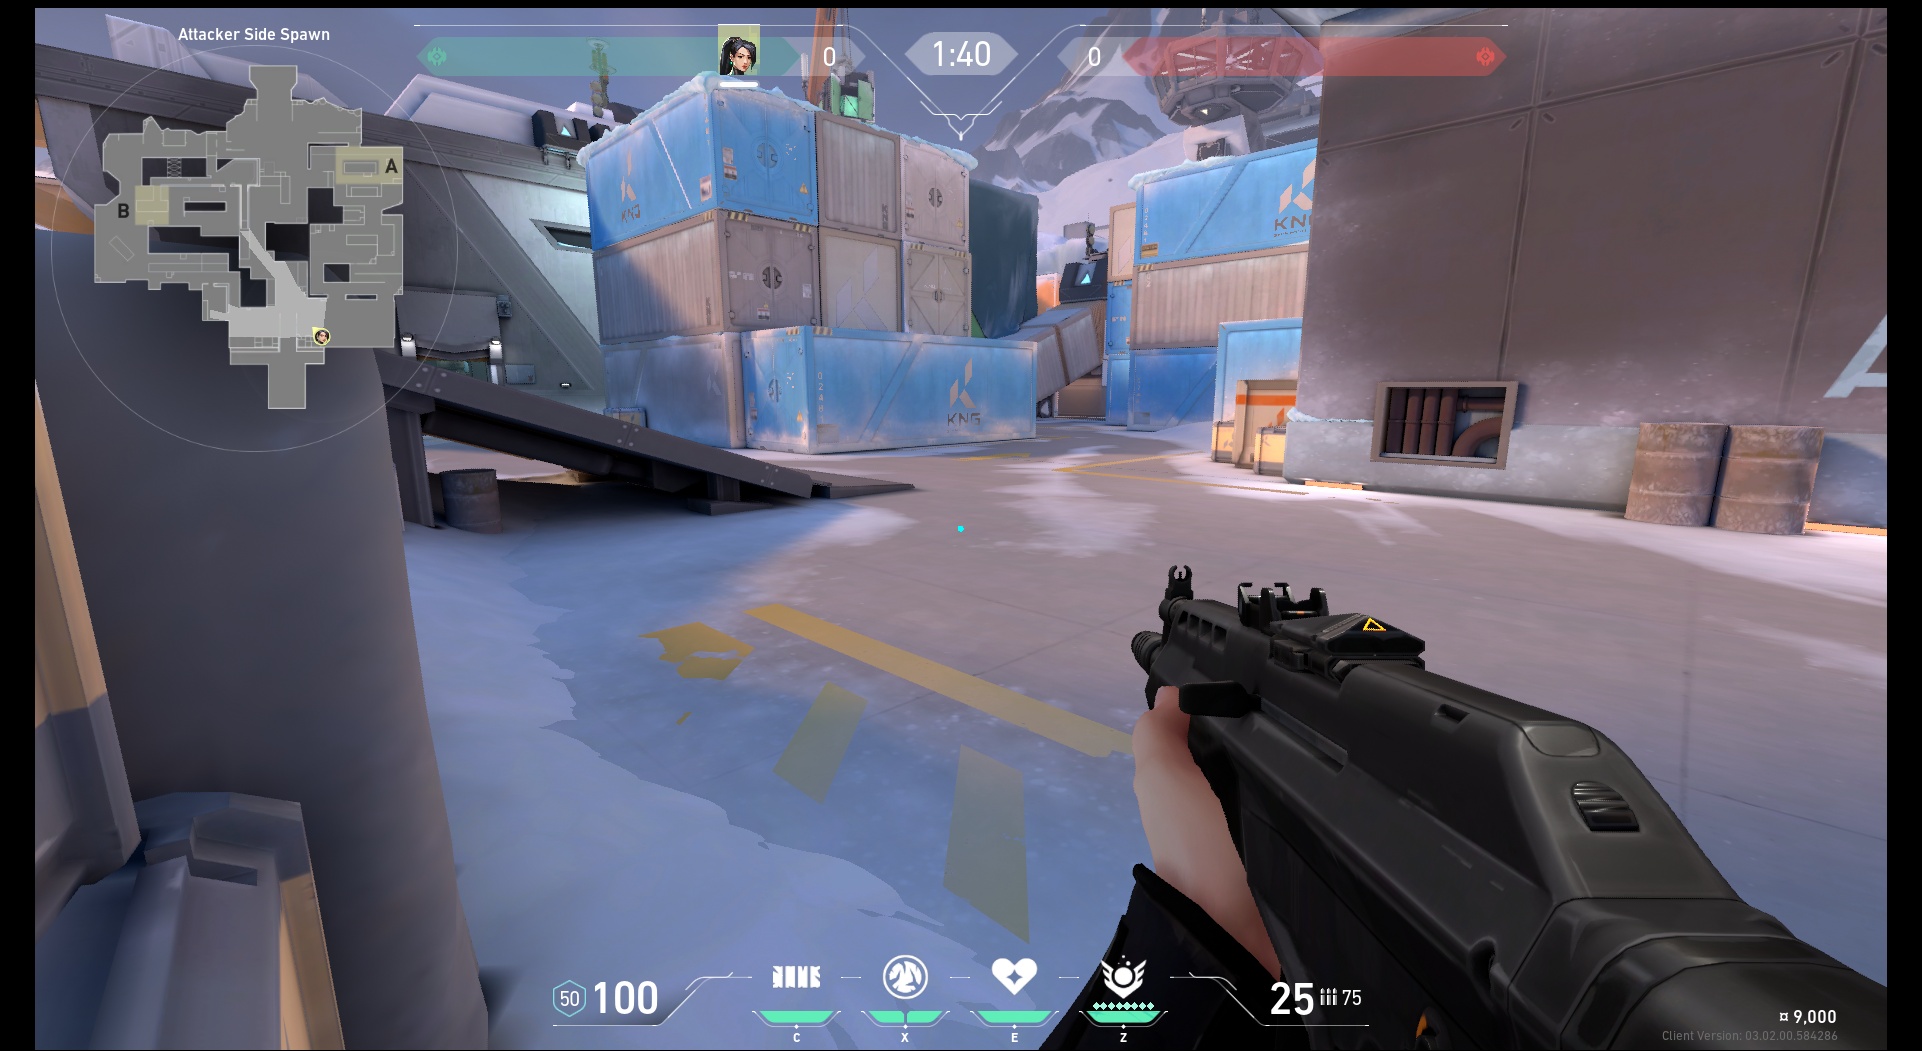 Attacker Side Spawn
0
1:40
0
A
B
KNG
KNG
KNG
50 100
25 75
C
X
E
Z
¤ 9,000
Client Version: 03.02.00.584286